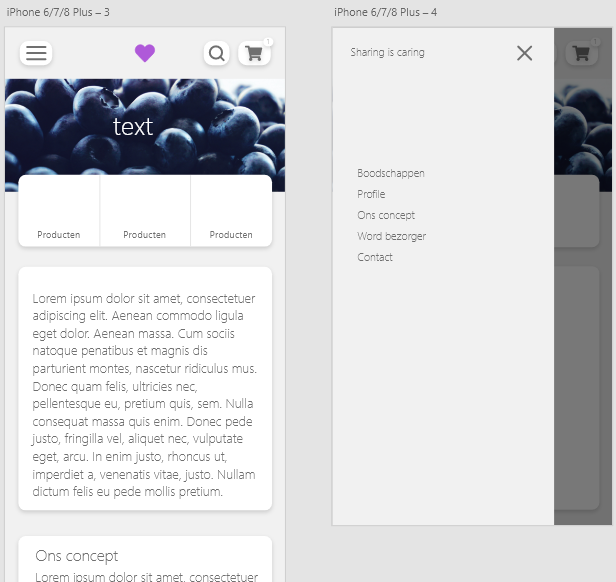 iPhone 6/7/8 Plus – 3
1
text
Producten
Producten
Producten
Lorem ipsum dolor sit amet, consectetuer
adipiscing elit. Aenean commodo ligula
eget dolor. Aenean massa. Cum sociis
natoque penatibus et magnis dis
parturient montes, nascetur ridiculus mus.
Donec quam felis, ultricies nec,
pellentesque eu, pretium quis, sem. Nulla
consequat massa quis enim. Donec pede
justo, fringilla vel, aliquet nec, vulputate
eget, arcu. In enim justo, rhoncus ut,
imperdiet a, venenatis vitae, justo. Nullam
dictum felis eu pede mollis pretium.
Ons concept
Lorem ipsum dolor sit amet, consectetuer
iPhone 6/7/8 Plus – 4
Sharing is caring
1
Boodschappen
Profile
Ons concept
Word bezorger
Contact